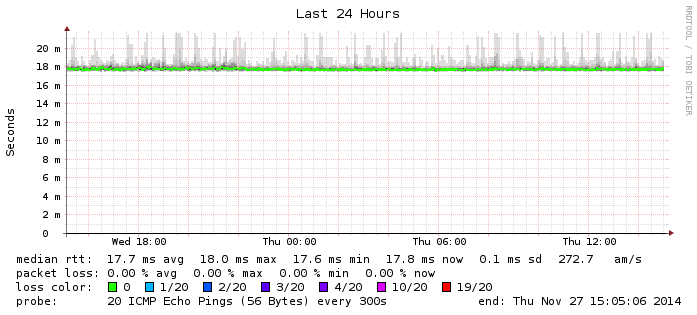 Last 24 Hours
RRDTOOL / TOBI OETIKER
Seconds
20 m
18 m
16 m
14 m
12 m
10 m
8 m
6 m
4 m
2 m
0
Wed 18:00 Thu 00:00 Thu 06:00 Thu 12:00
median rtt: 17.7 ms avg 18.0 ms max 17.6 ms min 17.8 ms now 0.1 ms sd 272.7 am/s
packet loss: 0.00 % avg 0.00 % max 0.00 % min 0.00 % now
loss color: 0 1/20 2/20 3/20 4/20 10/20 19/20
probe: 20 ICMP Echo Pings (56 Bytes) every 300s end: Thu Nov 27 15:05:06 2014